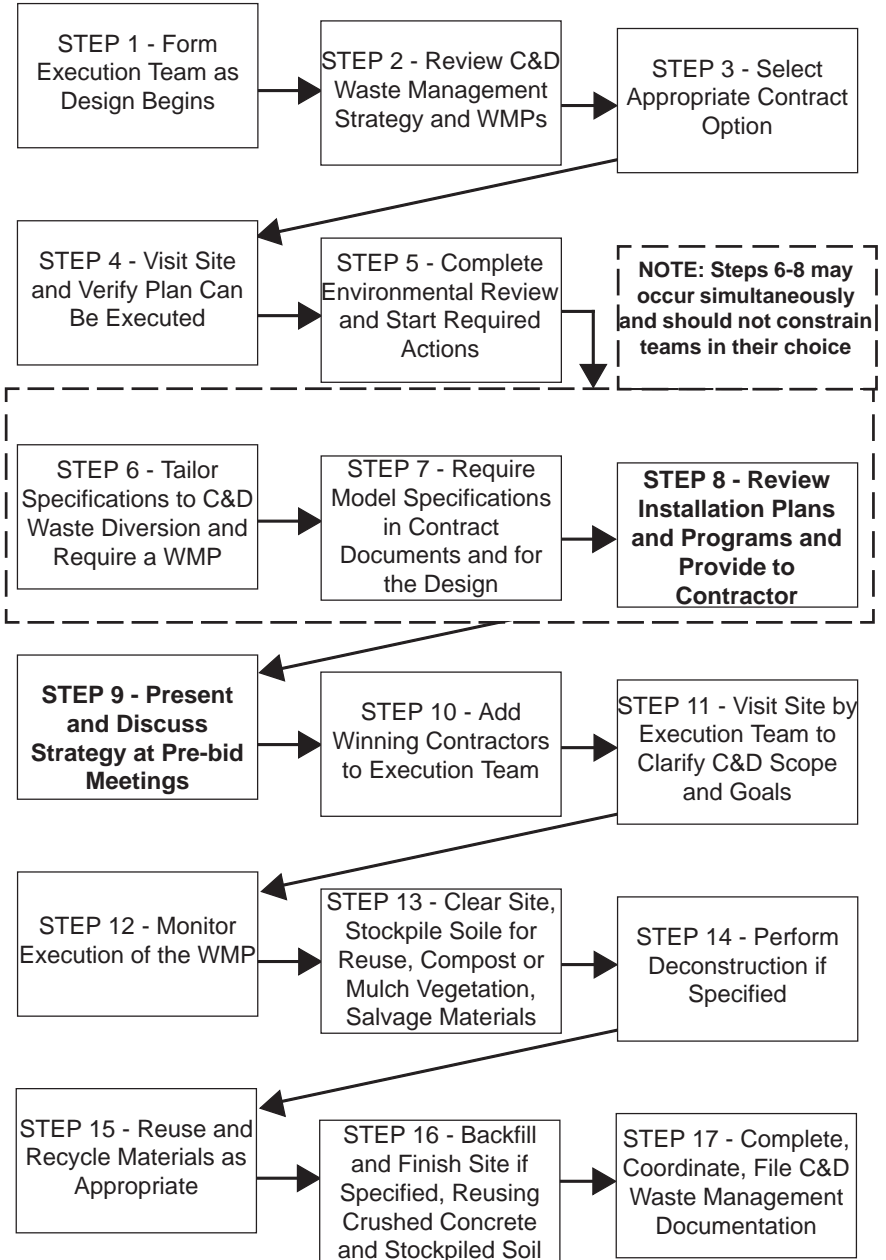 STEP 1 - Form
Execution Team as
Design Begins
STEP 2 - Review C&D
Waste Management
Strategy and WMPs
STEP 3 - Select
Appropriate Contract
Option
STEP 4 - Visit Site
and Verify Plan Can
Be Executed
STEP 5 - Complete
Environmental Review
and Start Required
Actions
NOTE: Steps 6-8 may
occur simultaneously
and should not constrain
teams in their choice
STEP 6 - Tailor
Specifications to C&D
Waste Diversion and
Require a WMP
STEP 7 - Require
Model Specifications
in Contract
Documents and for
the Design
STEP 8 - Review
Installation Plans
and Programs and
Provide to
Contractor
STEP 9 - Present
and Discuss
Strategy at Pre-bid
Meetings
STEP 10 - Add
Winning Contractors
to Execution Team
STEP 11 - Visit Site by
Execution Team to
Clarify C&D Scope
and Goals
STEP 12 - Monitor
Execution of the WMP
STEP 13 - Clear Site,
Stockpile Soile for
Reuse, Compost or
Mulch Vegetation,
Salvage Materials
STEP 14 - Perform
Deconstruction if
Specified
STEP 15 - Reuse and
Recycle Materials as
Appropriate
STEP 16 - Backfill
and Finish Site if
Specified, Reusing
Crushed Concrete
and Stockpiled Soil
STEP 17 - Complete,
Coordinate, File C&D
Waste Management
Documentation